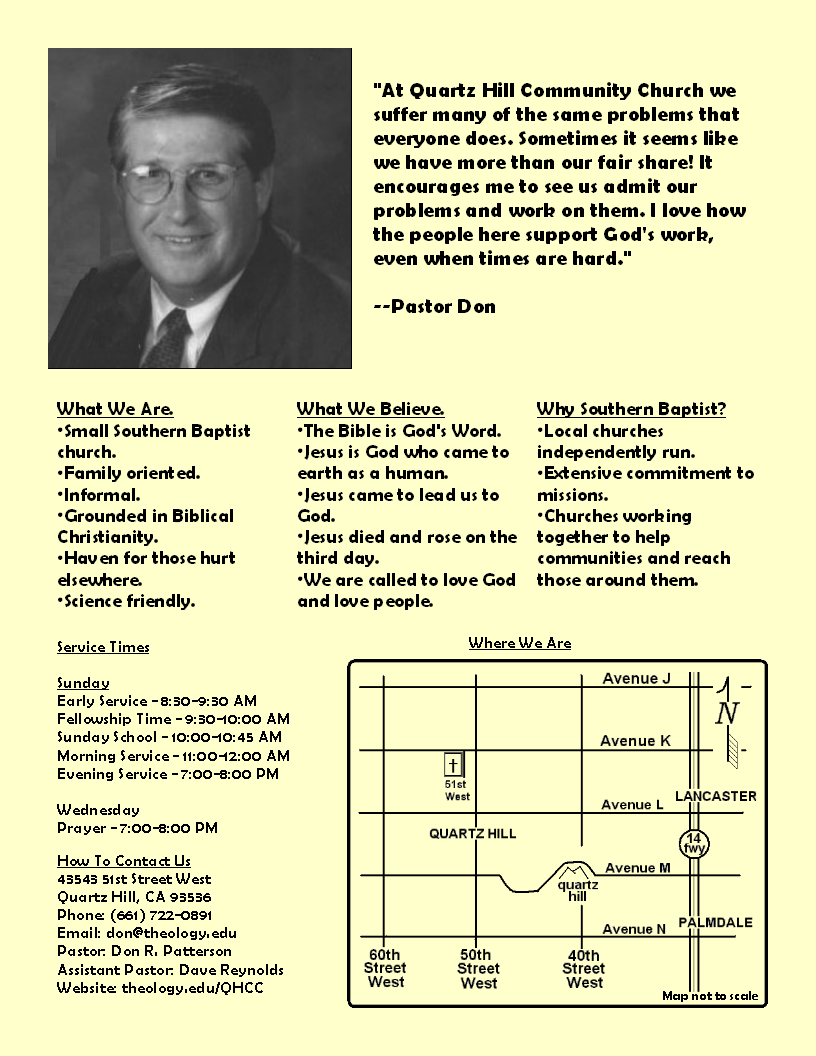 "At Quartz Hill Community Church we
suffer many of the same problems that
everyone does. Sometimes it seems like
we have more than our fair share! It
encourages me to see us admit our
problems and work on them. I love how
the people here support God's work,
even when times are hard."
--Pastor Don
What We Are.
•Small Southern Baptist
church.
•Family oriented.
•Informal.
•Grounded in Biblical
Christianity.
•Haven for those hurt
elsewhere.
•Science friendly.
What We Believe.
•The Bible is God's Word.
•Jesus is God who came to
earth as a human.
•Jesus came to lead us to
God.
•Jesus died and rose on the
third day.
•We are called to love God
and love people.
Why Southern Baptist?
•Local churches
independently run.
•Extensive commitment to
missions.
•Churches working
together to help
communities and reach
those around them.
Service Times
Sunday
Early Service - 8:30-9:30 AM
Fellowship Time - 9:30-10:00 AM
Sunday School - 10:00-10:45 AM
Morning Service - 11:00-12:00 AM
Evening Service - 7:00-8:00 PM
Wednesday
Prayer - 7:00-8:00 PM
How To Contact Us
43543 51st Street West
Quartz Hill, CA 93536
Phone: (661) 722-0891
Email: don@theology.edu
Pastor: Don R. Patterson
Assistant Pastor: Dave Reynolds
Website: theology.edu/QHCC
Where We Are
Avenue J
N
Avenue K
51st
West
Avenue L
LANCASTER
QUARTZ HILL
14
fwy
Avenue M
quartz
hill
Avenue N
PALMDALE
60th
Street
West
50th
Street
West
40th
Street
West
Map not to scale